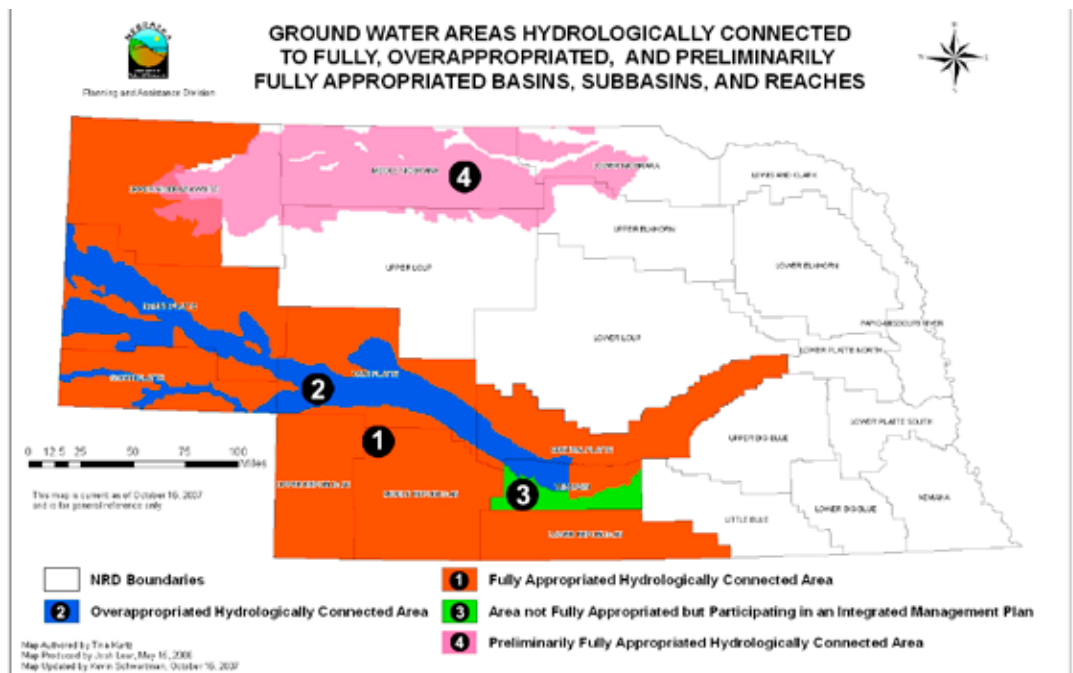 NEBRASKA
Planning and Assistance Division
GROUND WATER AREAS HYDROLOGICALLY CONNECTED
TO FULLY, OVERAPPROPRIATED, AND PRELIMINARILY
FULLY APPROPRIATED BASINS, SUBBASINS, AND REACHES
MIDDLE NIOBRARA
4
LOWER NIOBRARA
LEWIS AND CLARK
UPPER ELKHORN
UPPER LOUP
LOWER ELKHORN
NORTH PLATTE
LOWER LOUP
PAPIO-MISSOURI RIVER
LOWER PLATTE NORTH
TWIN PLATTE
SOUTH PLATTE
2
LOWER PLATTE SOUTH
1
UPPER BIG BLUE
CENTRAL PLATTE
0 12.5 25 50 75 100
Miles
3
TRI-BASIN
MIDDLE REPUBLICAN
NEMAHA
This map is current as of October 16, 2007
and is for general reference only
LOWER BIG BLUE
LITTLE BLUE
LOWER REPUBLICAN
NRD Boundaries
1 Fully Appropriated Hydrologically Connected Area
2 Overappropriated Hydrologically Connected Area
3 Area not Fully Appropriated but Participating in an Integrated Management Plan
4 Preliminarily Fully Appropriated Hydrologically Connected Area
Map Authored by Tina Kurtz
Map Produced by Josh Lear, May 16, 2006
Map Updated by Kevin Schwartman, October 16, 2007